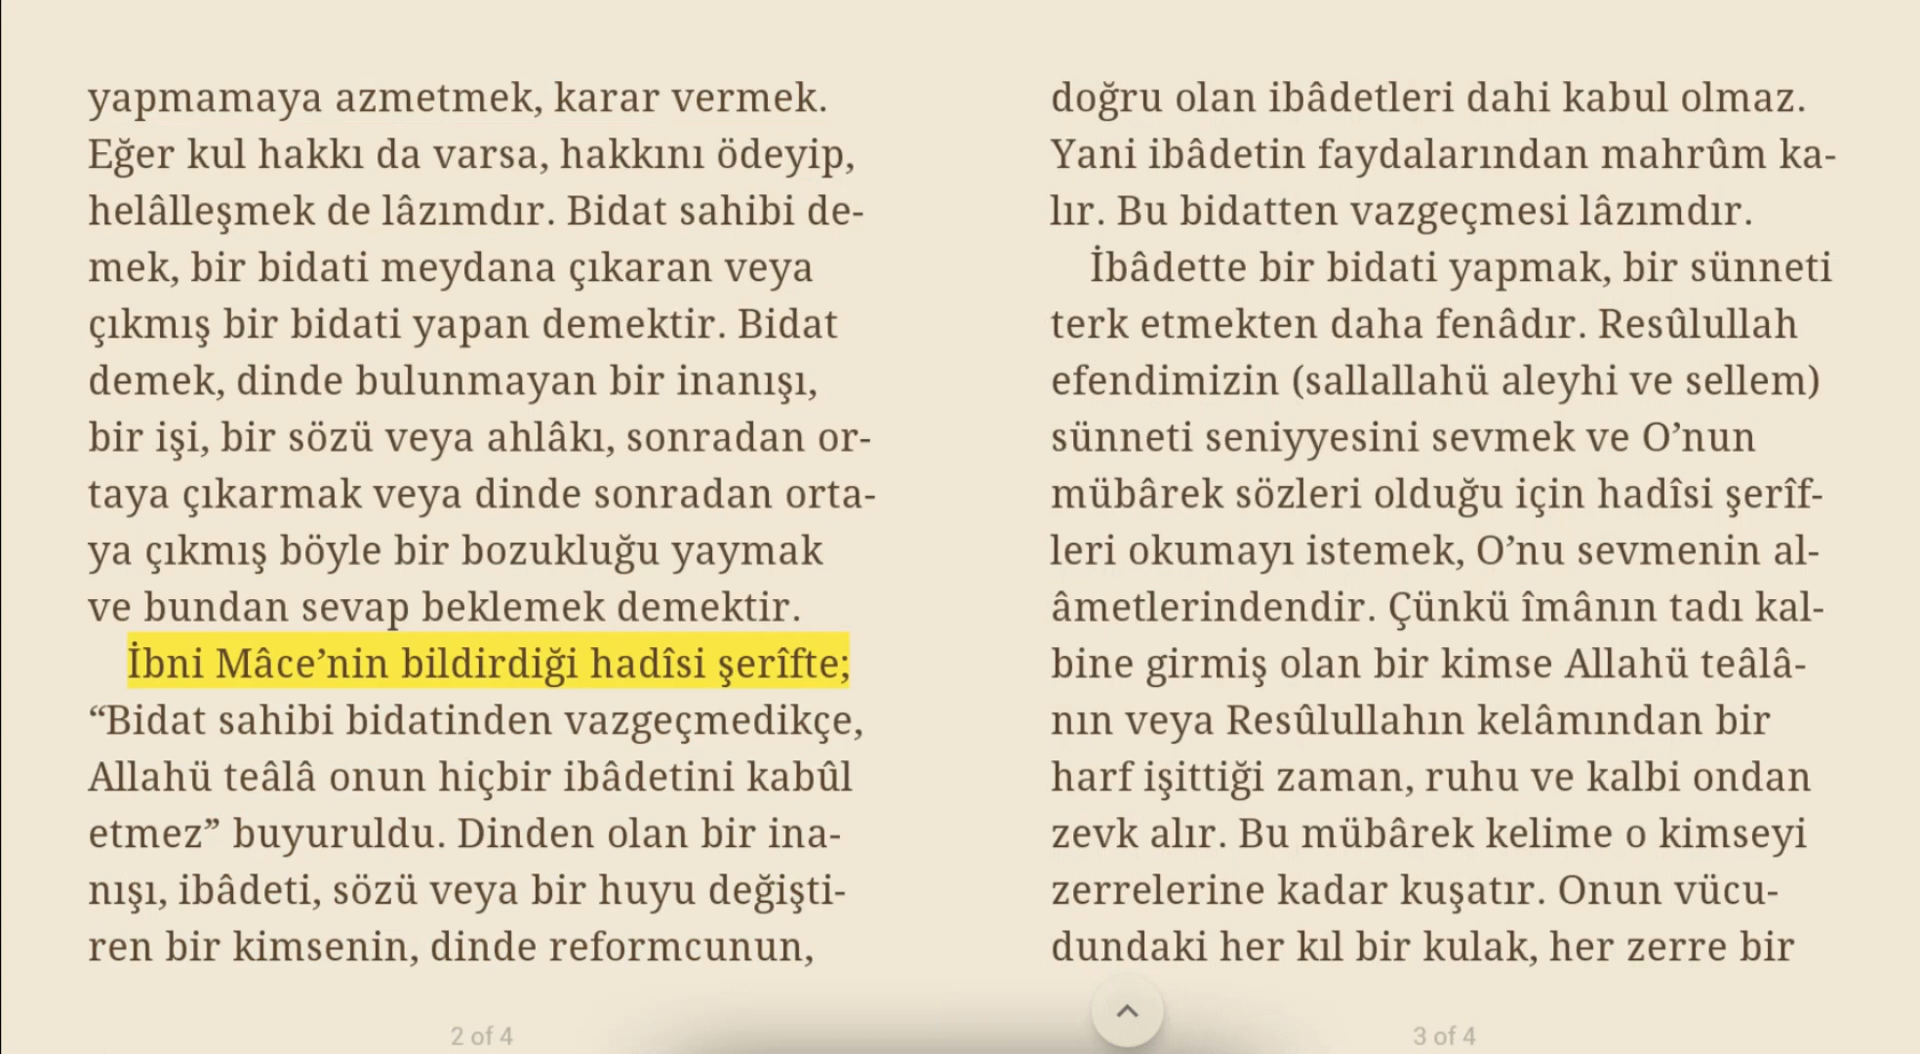 yapmamaya azmetmek, karar vermek.
Eğer kul hakkı da varsa, hakkını ödeyip,
helâlleşmek de lâzımdır. Bidat sahibi de-
mek, bir bidati meydana çıkaran veya
çıkmış bir bidati yapan demektir. Bidat
demek, dinde bulunmayan bir inanışı,
bir işi, bir sözü veya ahlâkı, sonradan or-
taya çıkarmak veya dinde sonradan orta-
ya çıkmış böyle bir bozukluğu yaymak
ve bundan sevap beklemek demektir.
İbni Mâce’nin bildirdiği hadîsi şerîfte;
“Bidat sahibi bidatinden vazgeçmedikçe,
Allahü teâlâ onun hiçbir ibâdetini kabûl
etmez” buyuruldu. Dinden olan bir ina-
nışı, ibâdeti, sözü veya bir huyu değişti-
ren bir kimsenin, dinde reformcunun,
2 of 4
doğru olan ibâdetleri dahi kabul olmaz.
Yani ibâdetin faydalarından mahrûm ka-
lır. Bu bidatten vazgeçmesi lâzımdır.
İbâdette bir bidati yapmak, bir sünneti
terk etmekten daha fenâdır. Resûlullah
efendimizin (sallallahü aleyhi ve sellem)
sünneti seniyyesini sevmek ve O’nun
mübârek sözleri olduğu için hadîsi şerîf-
leri okumayı istemek, O’nu sevmenin al-
âmetlerindendir. Çünkü îmânın tadı kal-
bine girmiş olan bir kimse Allahü teâlâ-
nın veya Resûlullahın kelâmından bir
harf işittiği zaman, ruhu ve kalbi ondan
zevk alır. Bu mübârek kelime o kimseyi
zerrelerine kadar kuşatır. Onun vücu-
dundaki her kıl bir kulak, her zerre bir
3 of 4